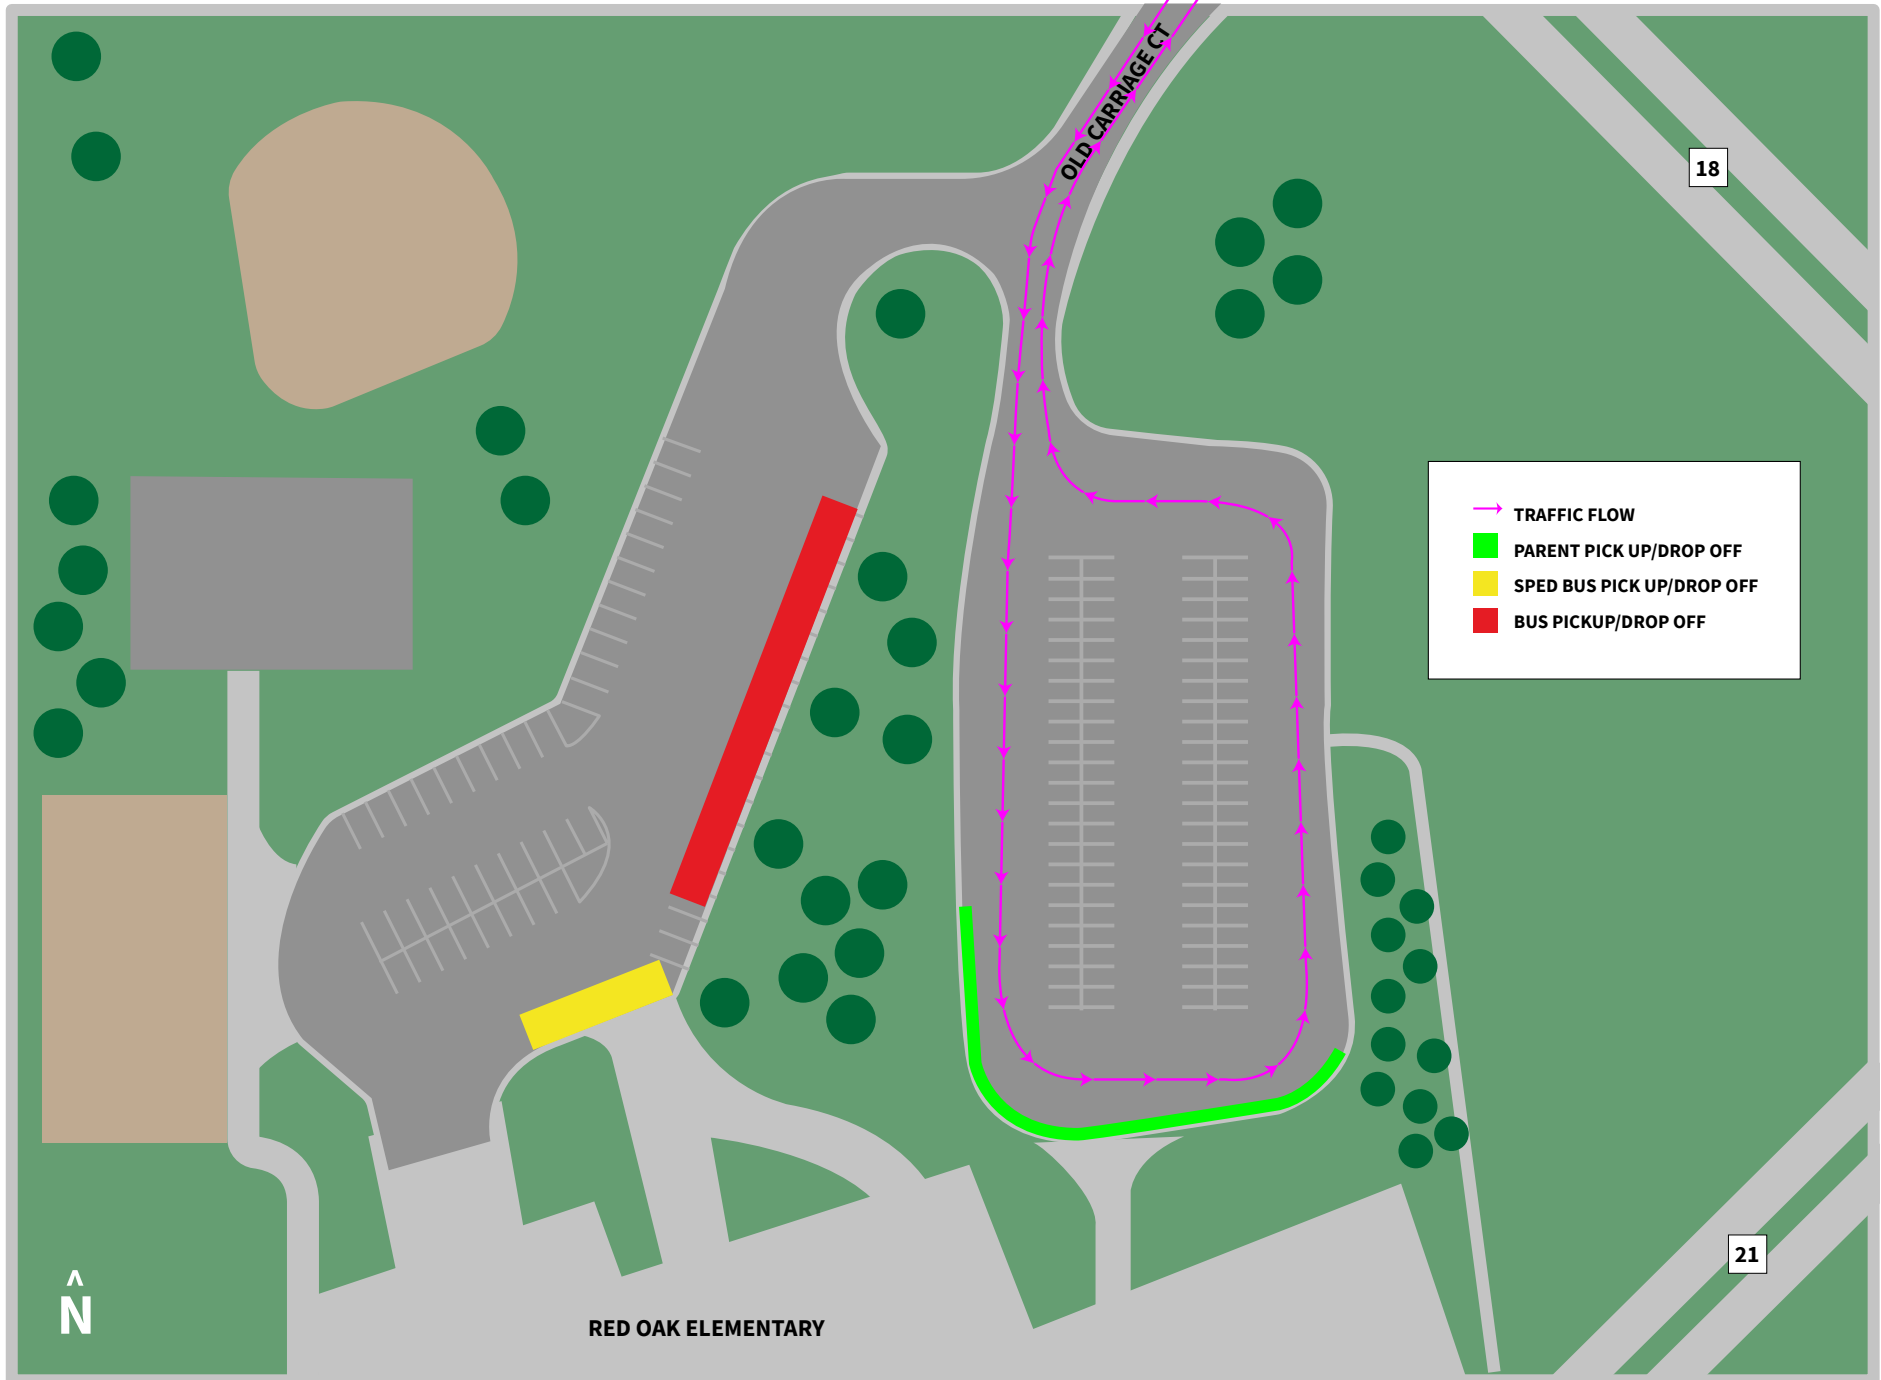 OLD CARRIAGE CT
18
TRAFFIC FLOW
PARENT PICK UP/DROP OFF
SPED BUS PICK UP/DROP OFF
BUS PICKUP/DROP OFF
21
^
N
RED OAK ELEMENTARY